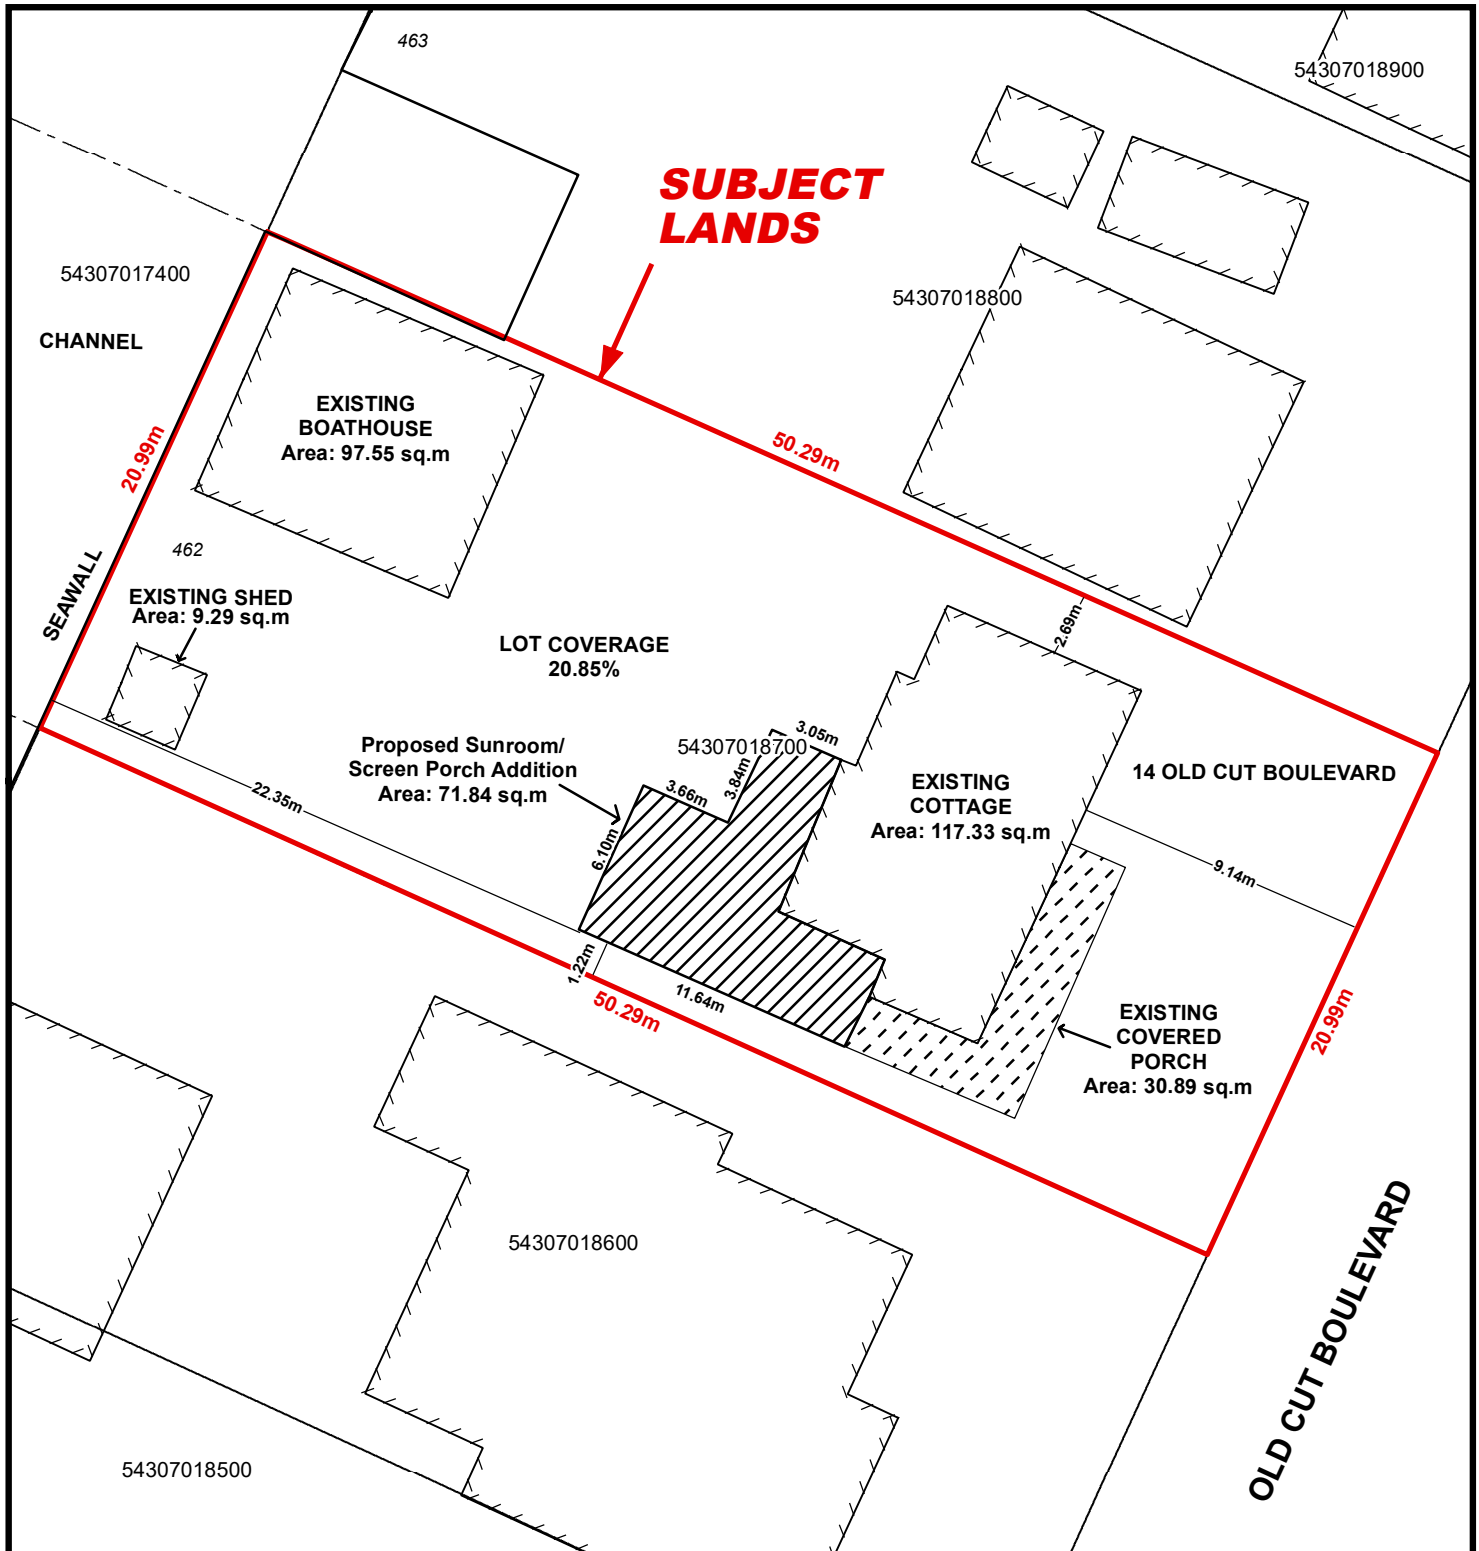 463
54307018900
SUBJECT
LANDS
54307017400
CHANNEL
54307018800
EXISTING
BOATHOUSE
Area: 97.55 sq.m
20.99m
50.29m
462
SEAWALL
EXISTING SHED
Area: 9.29 sq.m
LOT COVERAGE
20.85%
2.69m
3.05m
54307018700
Proposed Sunroom/
Screen Porch Addition
Area: 71.84 sq.m
3.84m
3.66m
22.35m
6.10m
EXISTING
COTTAGE
Area: 117.33 sq.m
14 OLD CUT BOULEVARD
9.14m
1.22m
11.64m
50.29m
EXISTING
COVERED
PORCH
Area: 30.89 sq.m
20.99m
54307018600
OLD CUT BOULEVARD
54307018500